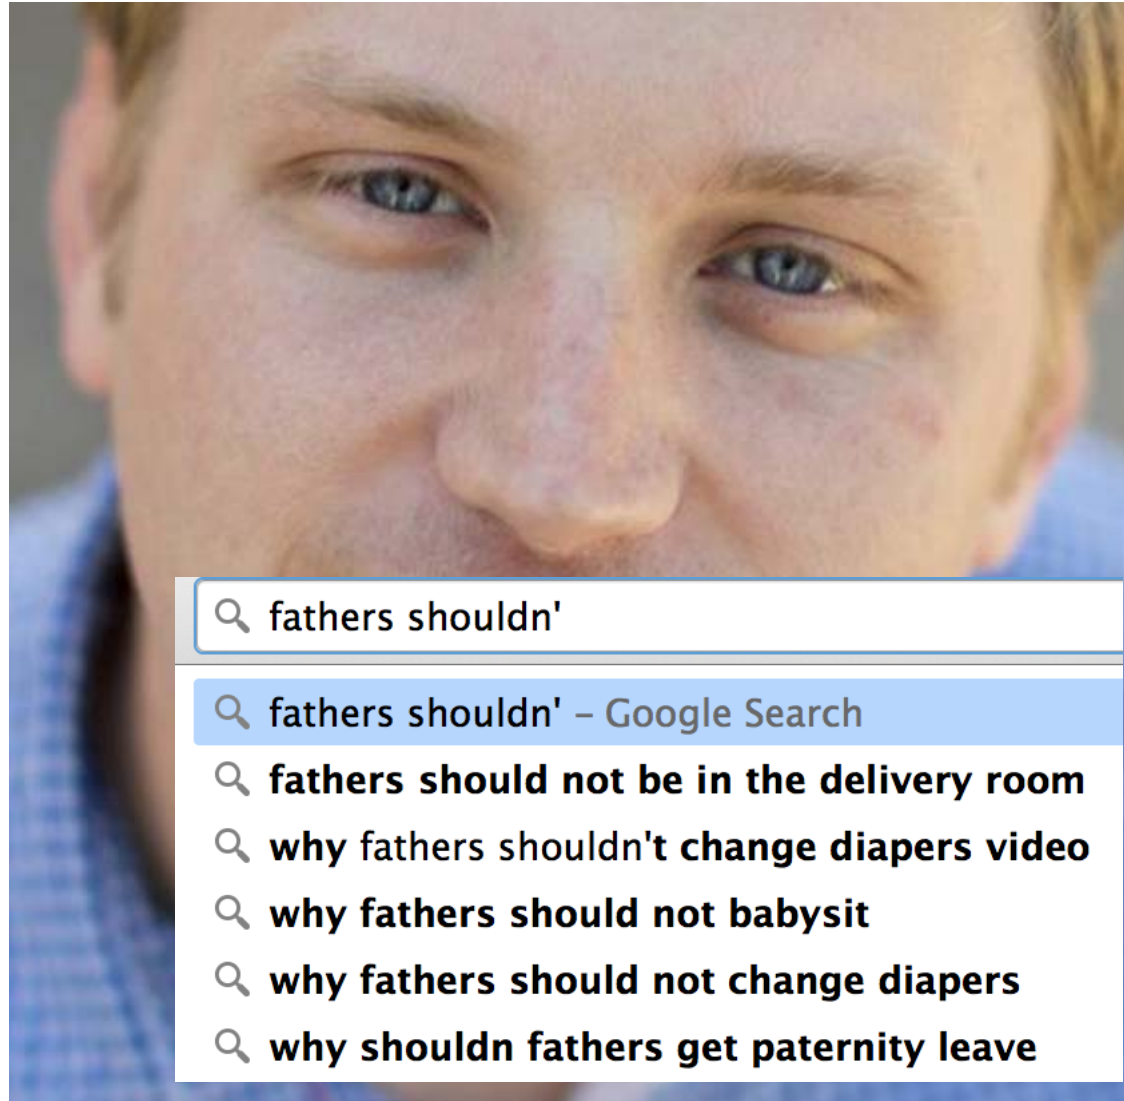 fathers shouldn'
fathers shouldn' – Google Search
fathers should not be in the delivery room
why fathers shouldn't change diapers video
why fathers should not babysit
why fathers should not change diapers
why shouldn fathers get paternity leave